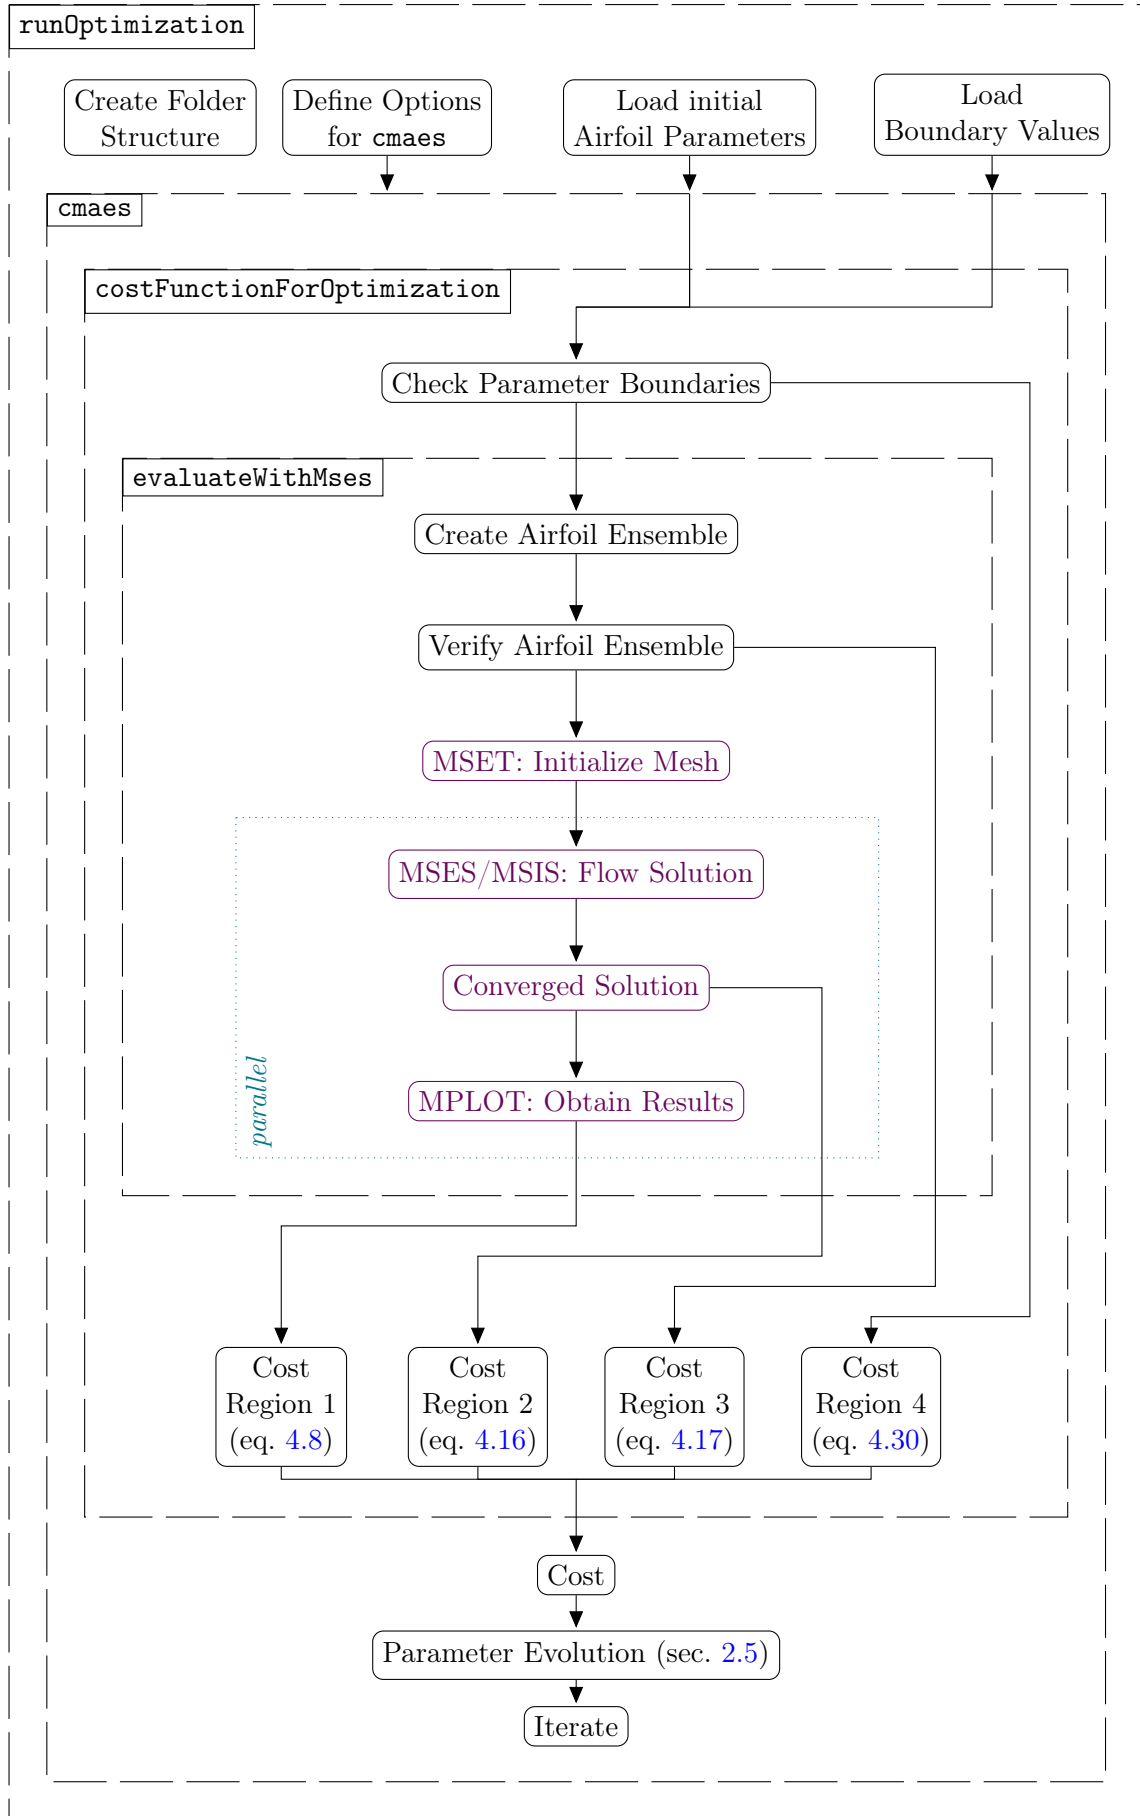 runOptimization
Create Folder
Structure
Define Options
for cmaes
Load initial
Airfoil Parameters
Load
Boundary Values
cmaes
costFunctionForOptimization
Check Parameter Boundaries
evaluateWithMses
Create Airfoil Ensemble
Verify Airfoil Ensemble
MSET: Initialize Mesh
MSES/MSIS: Flow Solution
Converged Solution
parallel
MPLOT: Obtain Results
Cost
Region 1
(eq. 4.8)
Cost
Region 2
(eq. 4.16)
Cost
Region 3
(eq. 4.17)
Cost
Region 4
(eq. 4.30)
Cost
Parameter Evolution (sec. 2.5)
Iterate